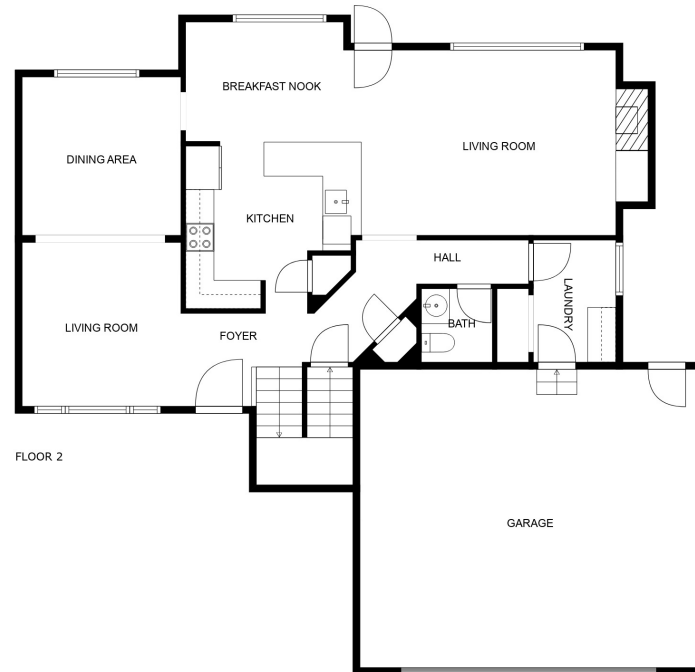 BREAKFAST NOOK
DINING AREA
LIVING ROOM
KITCHEN
HALL
LAUNDRY
LIVING ROOM
FOYER
BATH
FLOOR 2
GARAGE